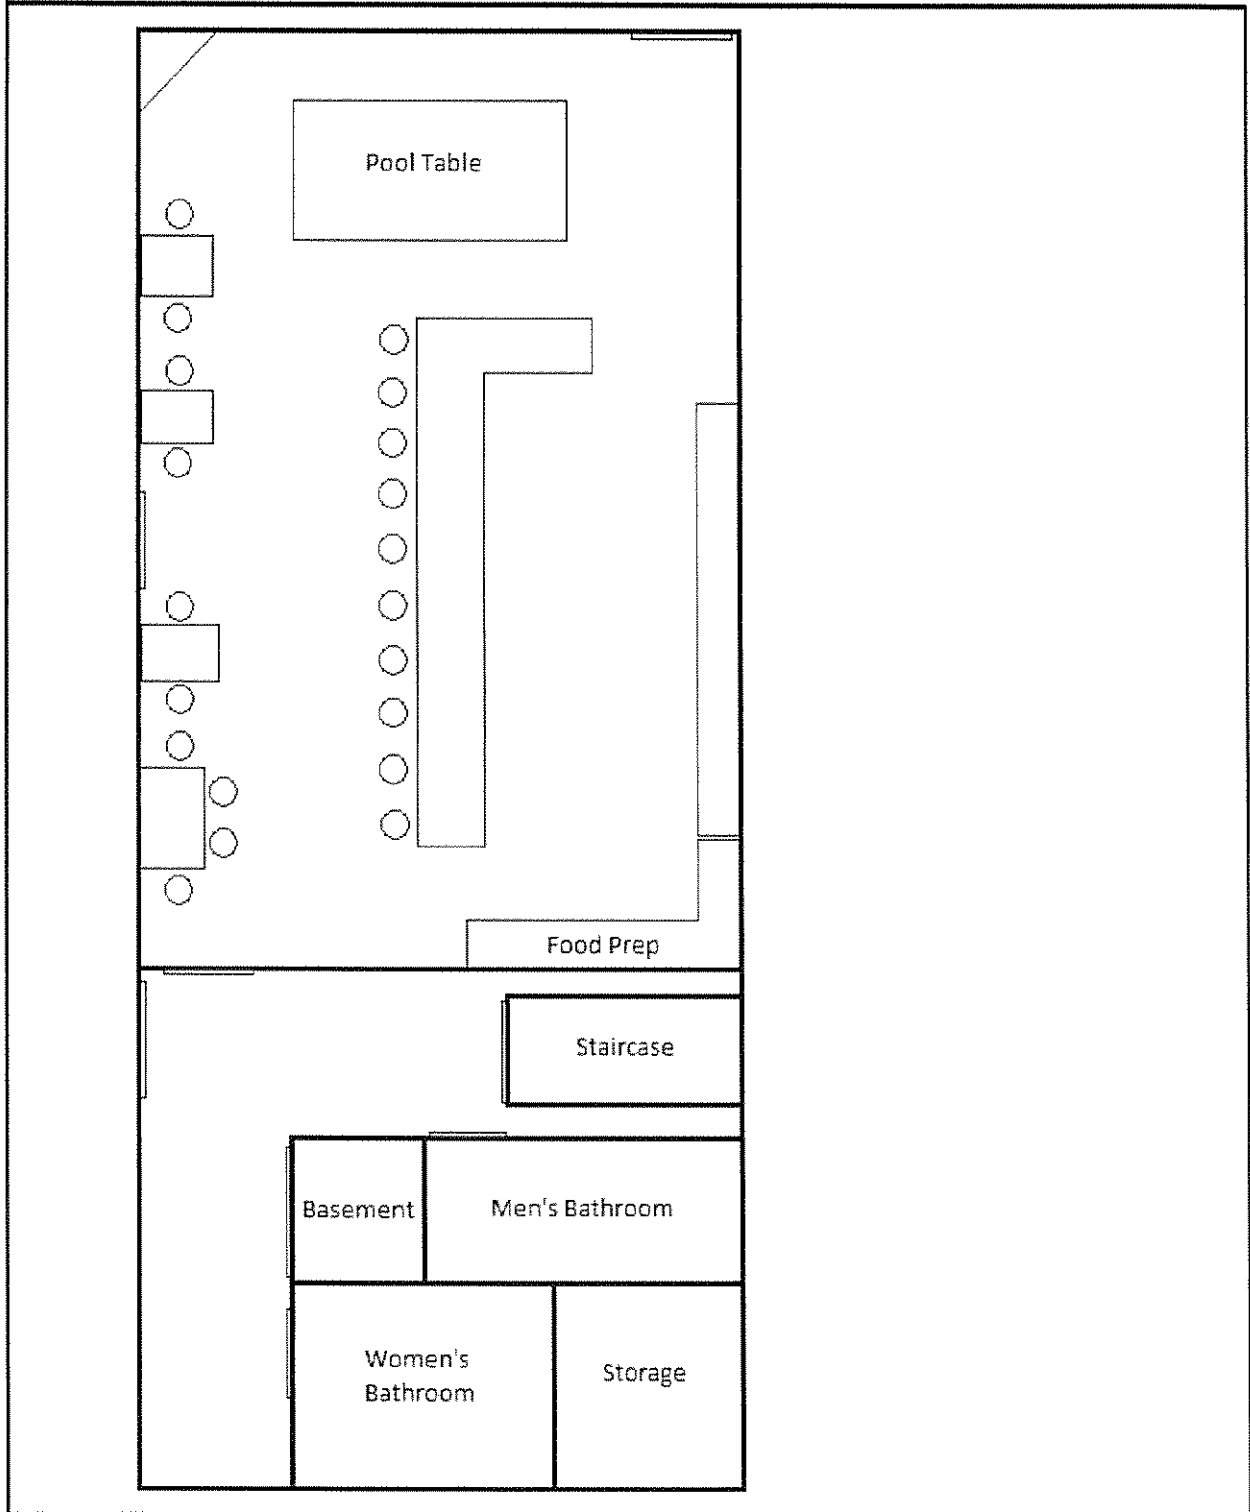 Pool Table
Food Prep
Staircase
Basement
Men's Bathroom
Women's
Bathroom
Storage